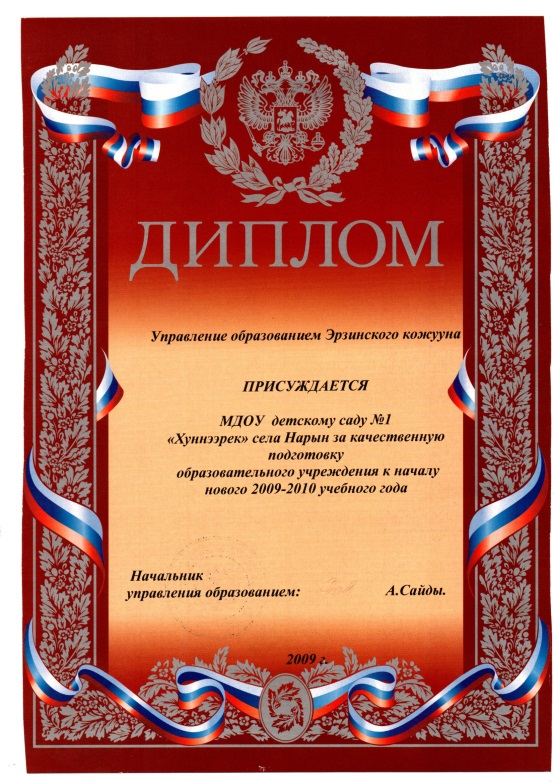 ДИПЛОМ
Управление образованием Эрзинского кожууна
ПРИСУЖДАЕТСЯ
МДОУ детскому саду №1
«Хуннээрек» села Нарын за качественную
подготовку
образовательного учреждения к началу
нового 2009-2010 учебного года
Начальник
управления образованием: А.Сайды.
2009 г.